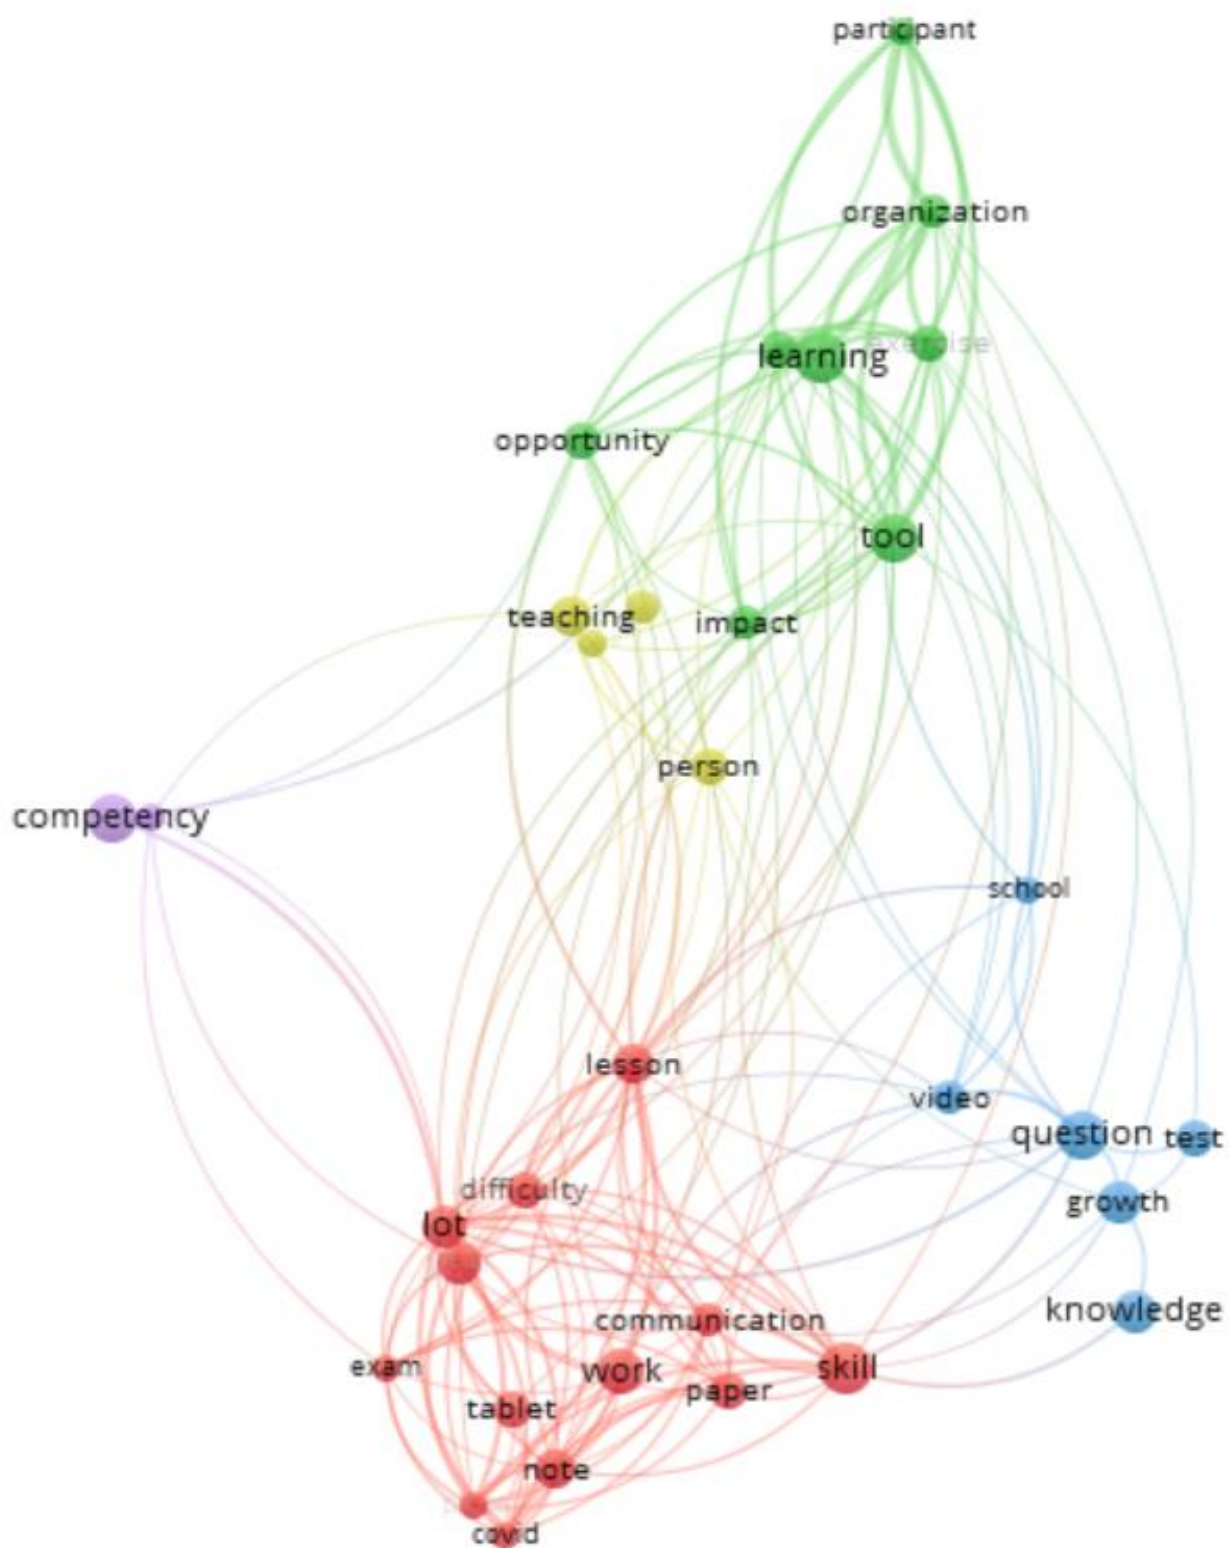 participant
organization
learning
exercise
opportunity
tool
teaching
impact
person
competency
school
lesson
video
question
test
difficulty
growth
lot
knowledge
communication
exam
work
skill
paper
tablet
note
covid